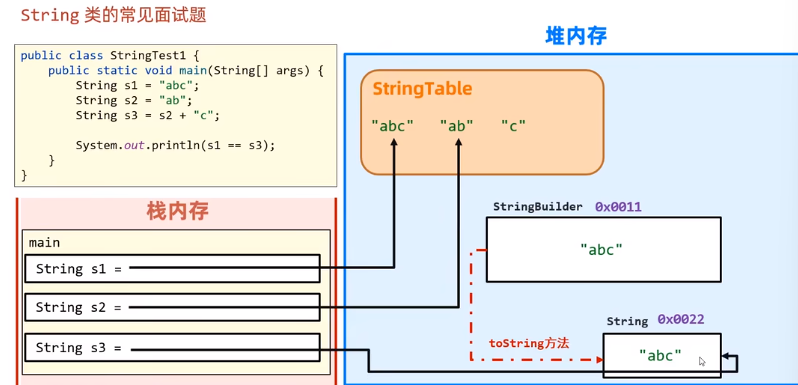 String 类的常见面试题
public class StringTest1 {
    public static void main(String[] args) {
        String s1 = "abc";
        String s2 = "ab";
        String s3 = s2 + "c";
        System.out.println(s1 == s3);
    }
}
堆内存
StringTable
"abc" "ab" "c"
StringBuilder 0x0011
"abc"
栈内存
main
String s1 =
String s2 =
String s3 =
toString方法
String 0x0022
"abc"